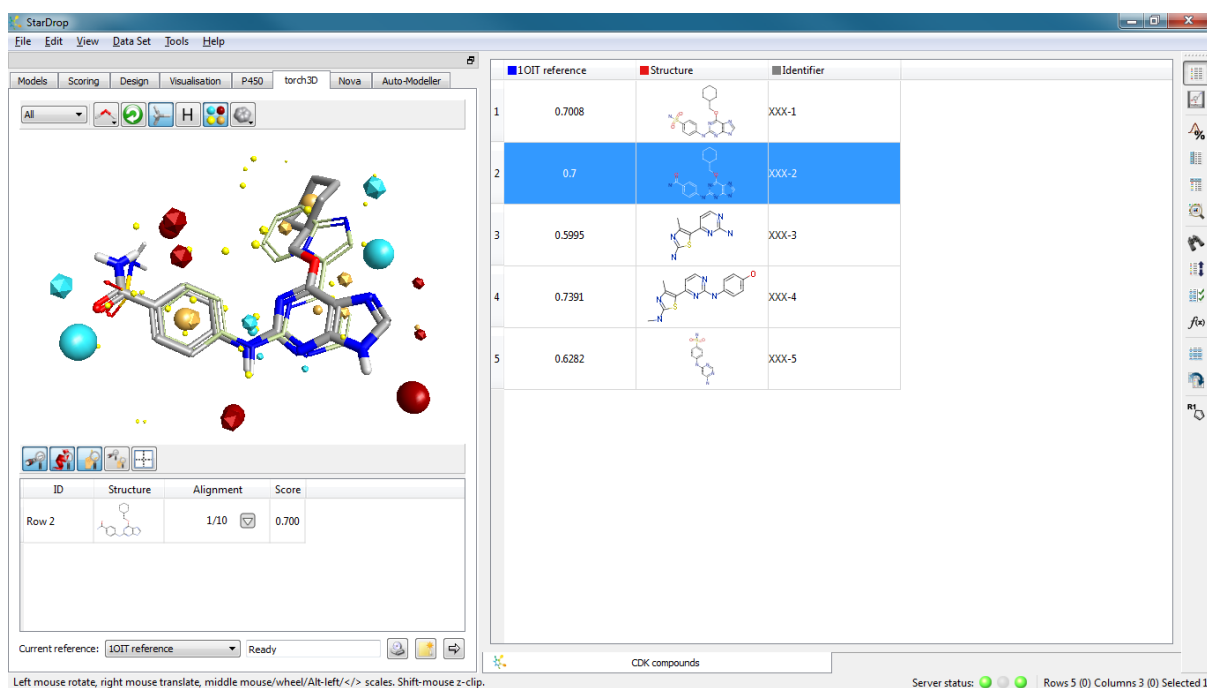 StarDrop
File Edit View Data Set Tools Help
Models Scoring Design Visualisation P450 torch3D Nova Auto-Modeller
All
H
ID Structure Alignment Score
Row 2 1/10 0.700
Current reference: 1OIT reference Ready
1OIT reference Structure Identifier
1 0.7008 XXX-1
2 0.7 XXX-2
3 0.5995 XXX-3
4 0.7391 XXX-4
5 0.6282 XXX-5
CDK compounds
%
f(x)
R1
Left mouse rotate, right mouse translate, middle mouse/wheel/Alt-left/</> scales. Shift-mouse z-clip.
Server status: Rows 5 (0) Columns 3 (0) Selected 1